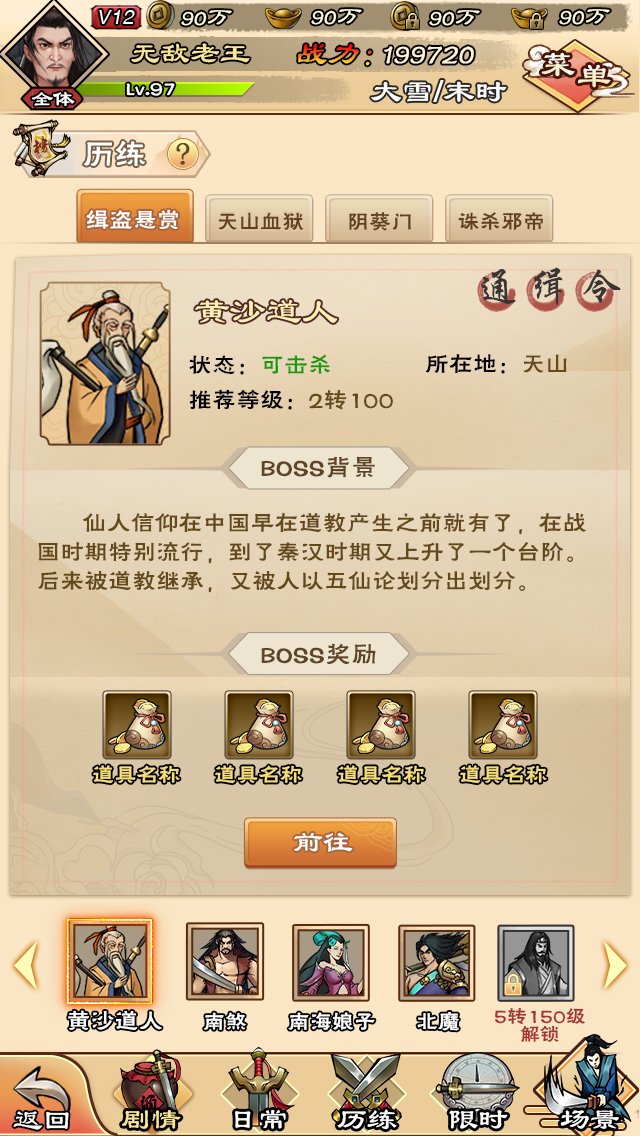 V12 90万 90万 90万 90万
无敌老王 战力：199720
菜单
全体 Lv.97
大雪/未时
榜 历练 ?
缉盗悬赏 天山血狱 阴葵门 诛杀邪帝
通缉令
黄沙道人
状态：可击杀 所在地：天山
推荐等级：2转100
BOSS背景
仙人信仰在中国早在道教产生之前就有了，在战
国时期特别流行，到了秦汉时期又上升了一个台阶。
后来被道教继承，又被人以五仙论划分出划分。
BOSS奖励
道具名称 道具名称 道具名称 道具名称
前往
黄沙道人 南煞 南海娘子 北魔 5转150级
解锁
酒
返回 剧情 日常 历练 限时 场景